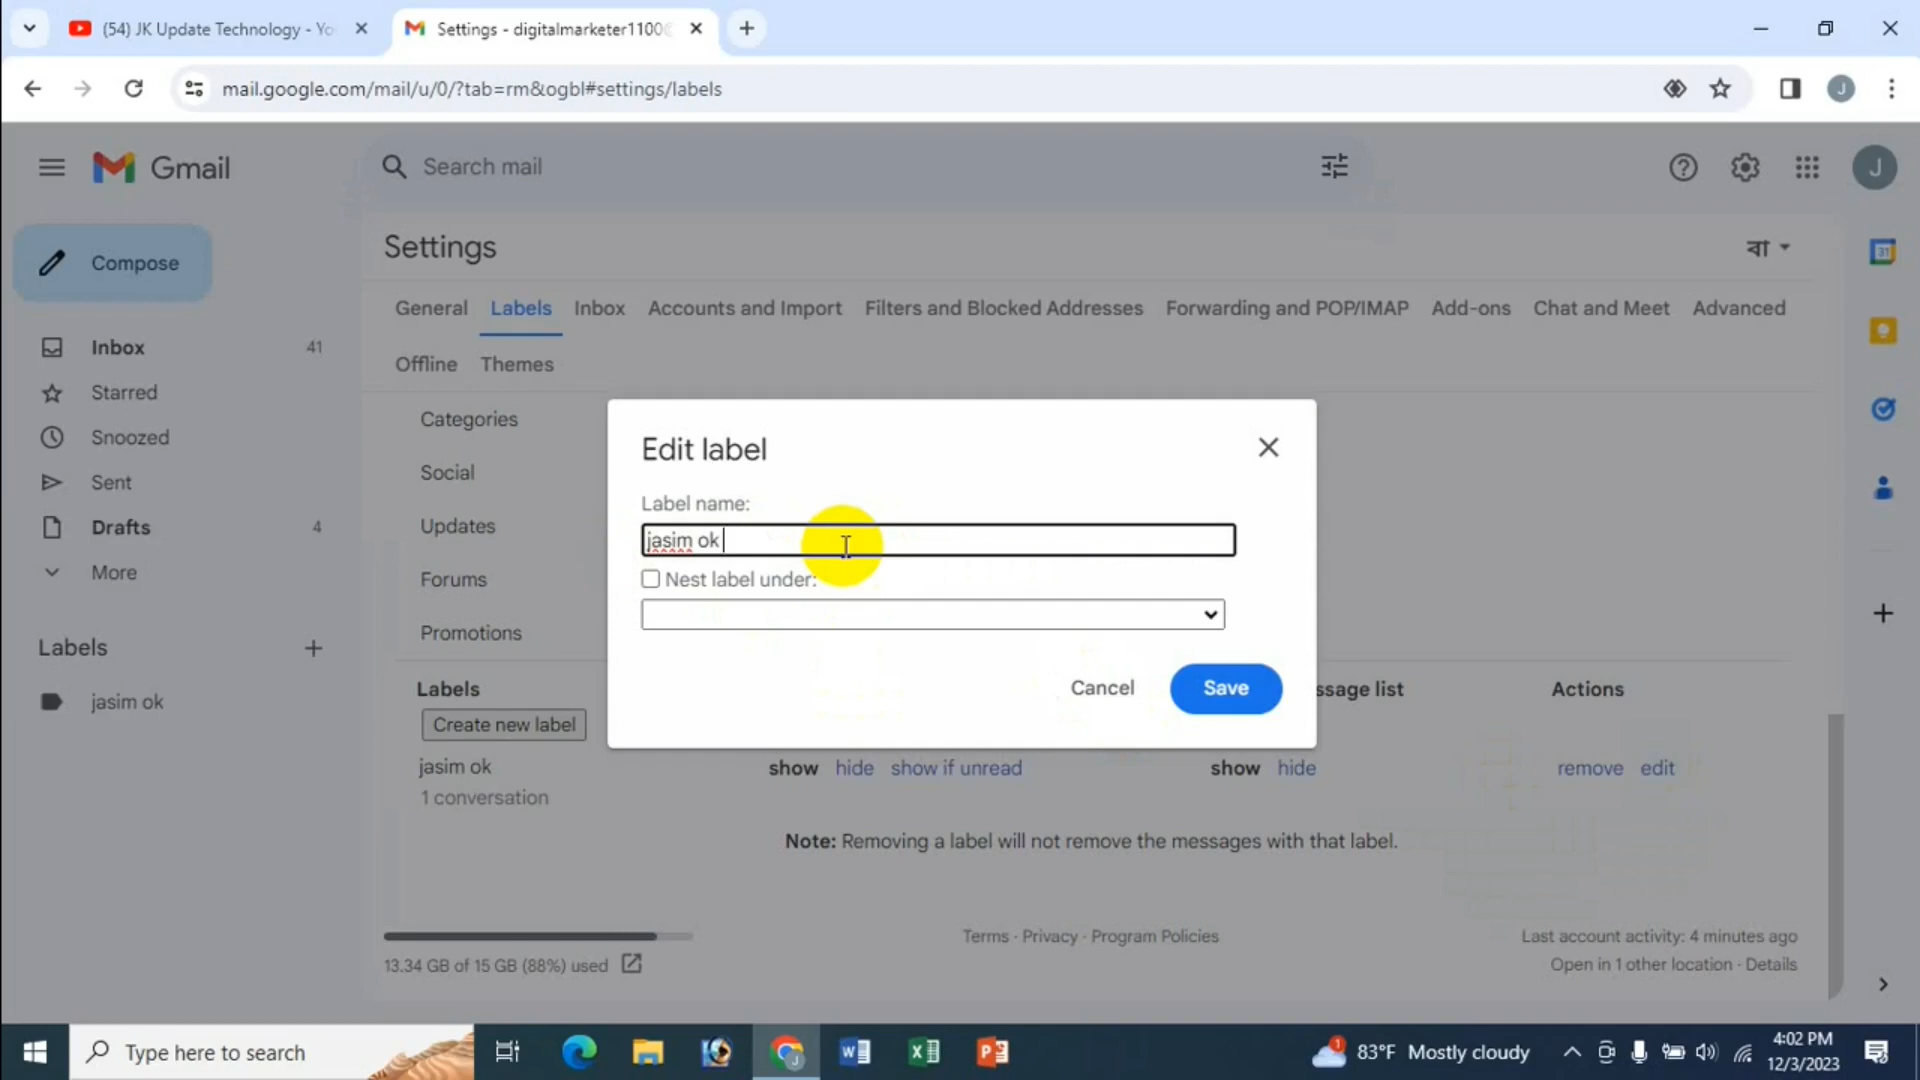 (54) JK Update Technology - Yo
Settings - digitalmarketer1100@
mail.google.com/mail/u/0/?tab=rm&ogbl#settings/labels
J
Gmail
Search mail
J
Compose
Settings
বা
31
General Labels Inbox Accounts and Import Filters and Blocked Addresses Forwarding and POP/IMAP Add-ons Chat and Meet Advanced
Offline Themes
Inbox 41
Starred
Snoozed
Sent
Drafts 4
More
Labels
jasim ok
Categories
Social
Updates
Forums
Promotions
Edit label
Label name:
jasim ok
Nest label under:
Cancel Save
Labels ssage list Actions
Create new label
jasim ok show hide show if unread show hide remove edit
1 conversation
Note: Removing a label will not remove the messages with that label.
13.34 GB of 15 GB (88%) used
Terms · Privacy · Program Policies
Last account activity: 4 minutes ago
Open in 1 other location · Details
Type here to search
1
83°F Mostly cloudy
4:02 PM
12/3/2023